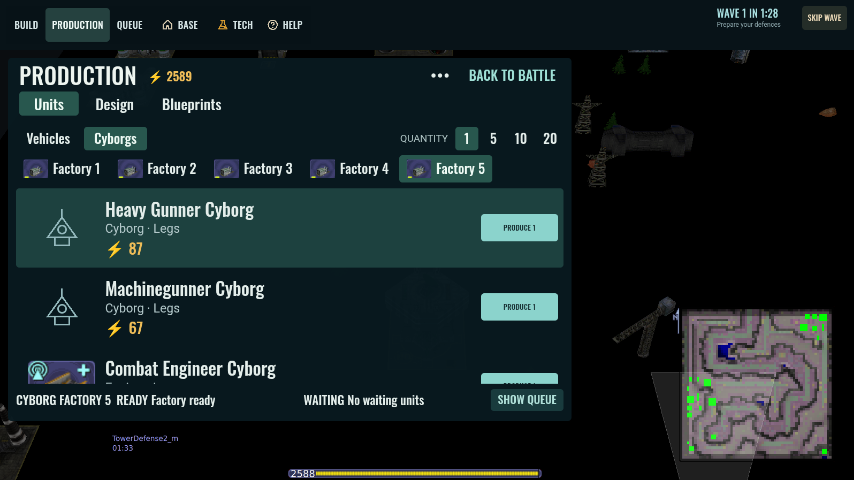 BUILD PRODUCTION QUEUE BASE TECH HELP
WAVE 1 IN 1:28
Prepare your defences
SKIP WAVE
PRODUCTION 2589 BACK TO BATTLE
Units Design Blueprints
Vehicles Cyborgs QUANTITY 1 5 10 20
Factory 1 Factory 2 Factory 3 Factory 4 Factory 5
Heavy Gunner Cyborg
Cyborg · Legs
87
PRODUCE 1
Machinegunner Cyborg
Cyborg · Legs
67
PRODUCE 1
Combat Engineer Cyborg
CYBORG FACTORY 5 READY Factory ready WAITING No waiting units SHOW QUEUE
TowerDefense2_m
01:33
2588